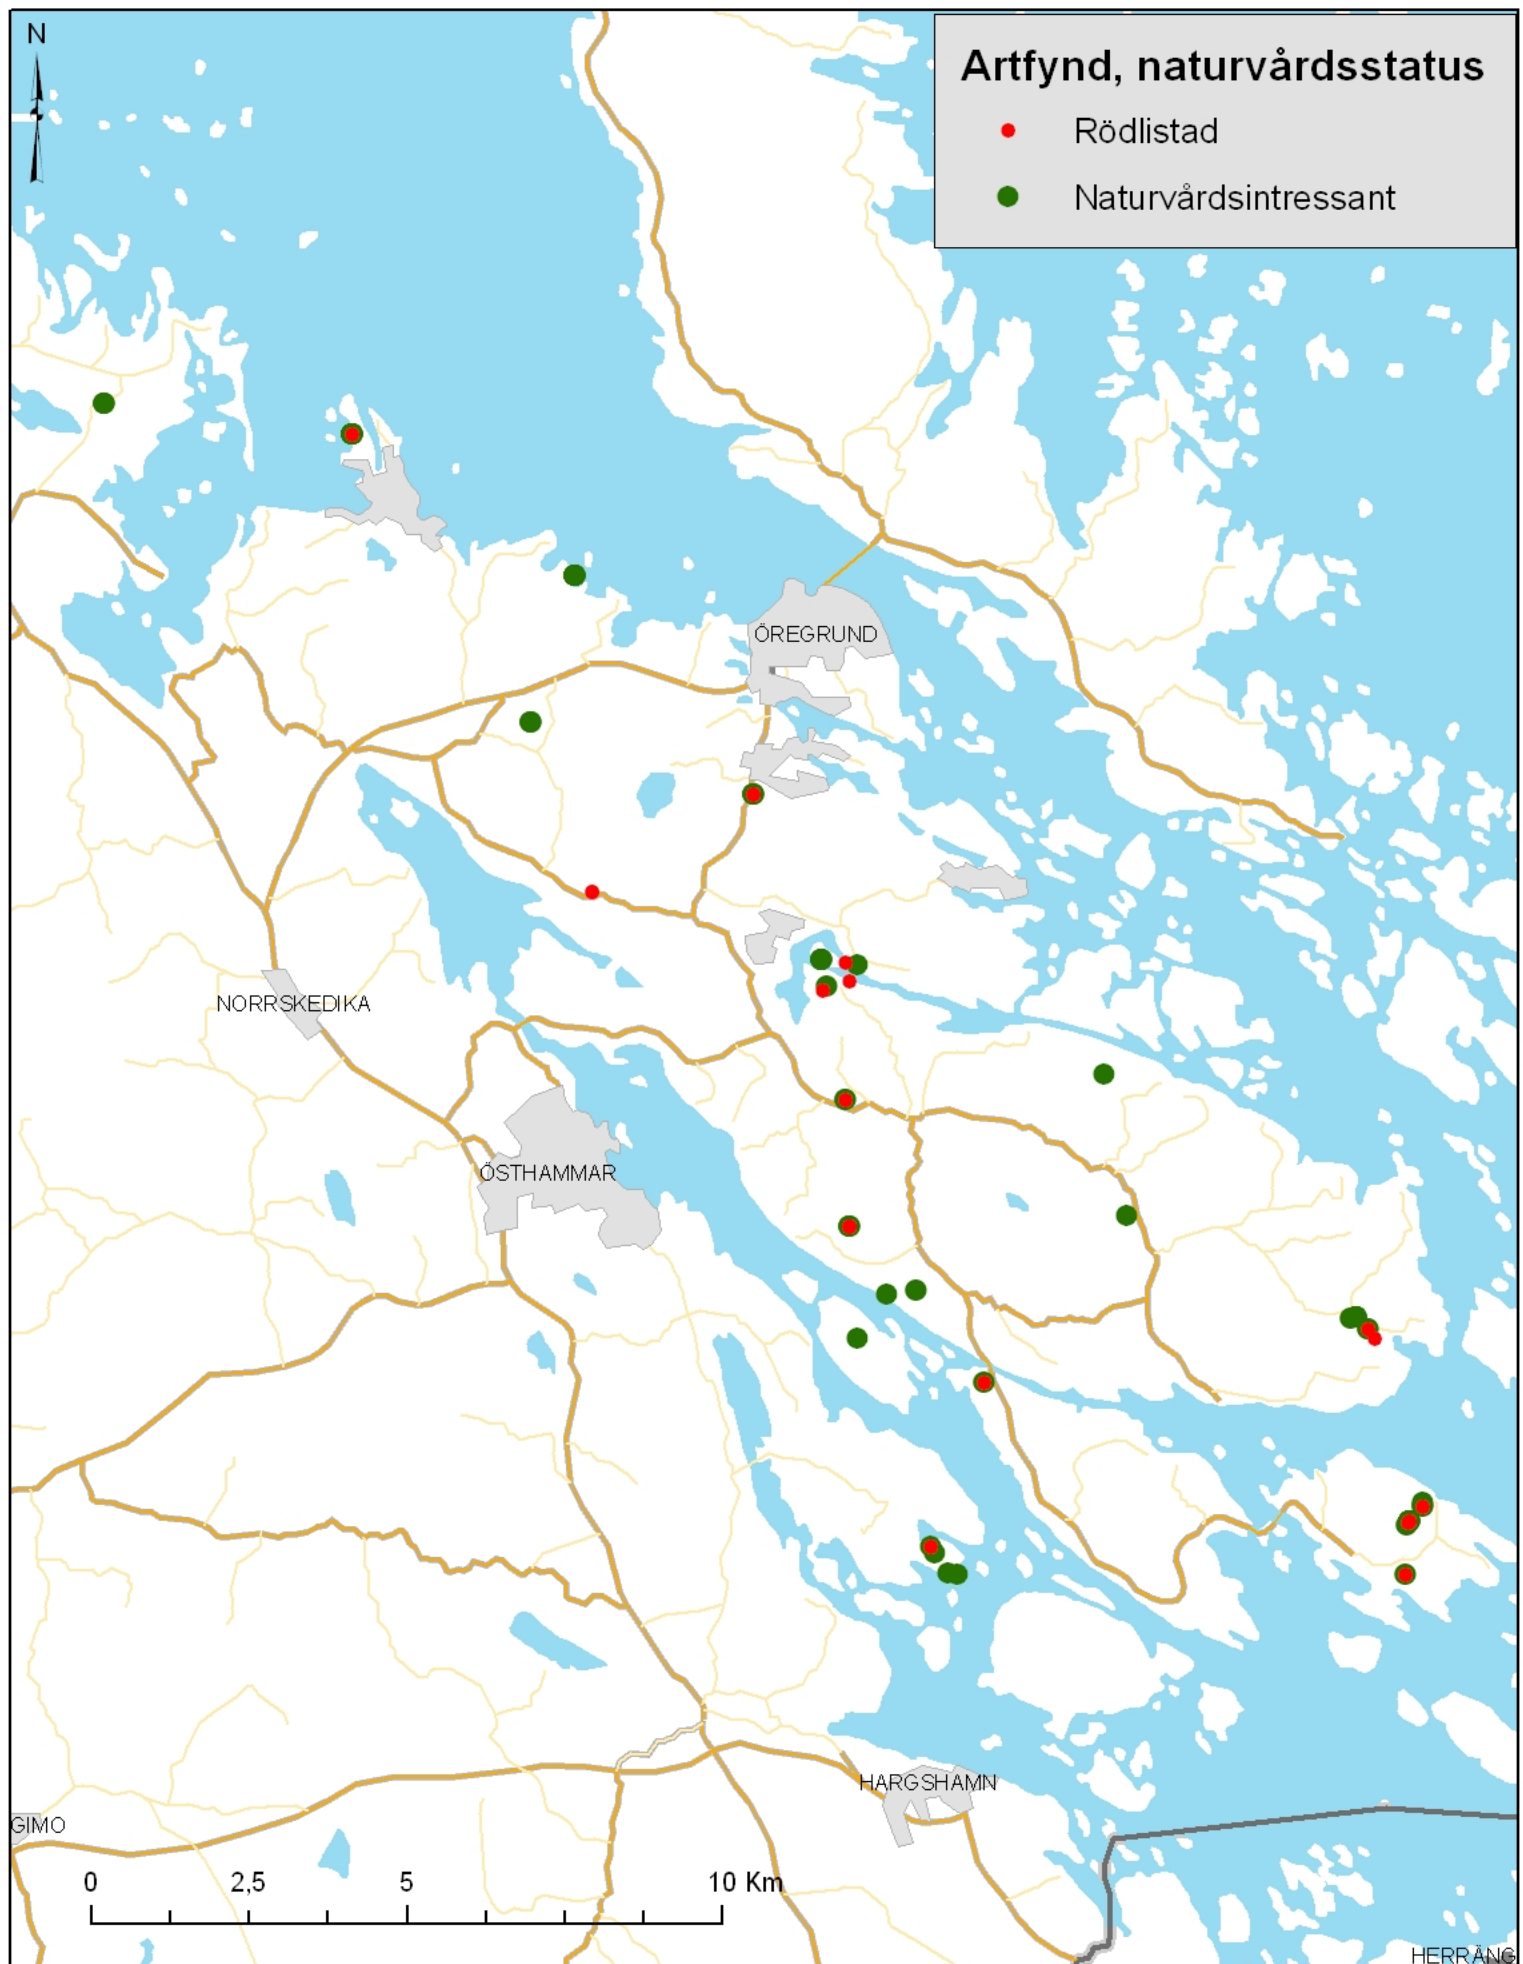 N
Artfynd, naturvårdsstatus
Rödlistad
Naturvårdsintressant
ÖREGRUND
NORRSKEDIKA
ÖSTHAMMAR
HARGSHAMN
GIMO
0 2,5 5 10 Km
HERRÄNG